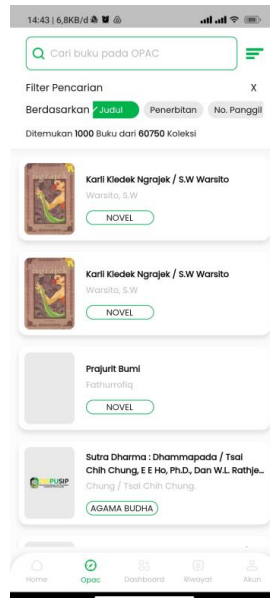 14:43 | 6,8KB/d
Cari buku pada OPAC
Filter Pencarian X
Berdasarkan Judul Penerbitan No. Panggil
Ditemukan 1000 Buku dari 60750 Koleksi
Karli Kledek Ngrajek / S.W Warsito
Warsito, S.W
NOVEL
Karli Kledek Ngrajek / S.W Warsito
Warsito, S.W
NOVEL
Prajurit Bumi
Fathurrofiq
NOVEL
Sutra Dharma : Dhammapada / Tsai
Chih Chung, E E Ho, Ph.D., Dan W.L. Rathje...
Chung / Tsai Chih Chung.
AGAMA BUDHA
Home Opac Dashboard Riwayat Akun